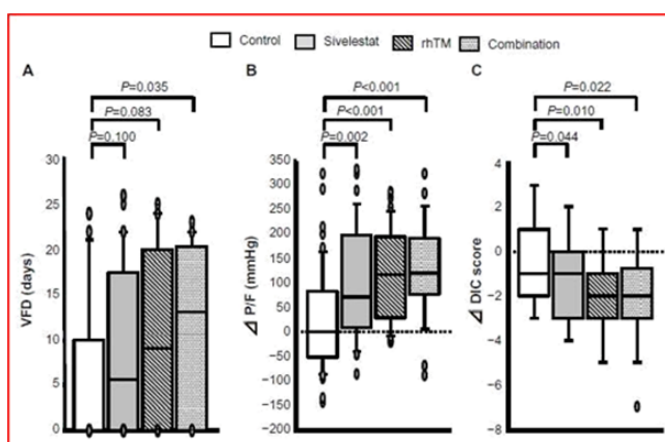 Control Sivelestat rhTM Combination
A
P=0.035
P=0.083
P=0.100
30
25
20
15
10
5
0
VFD (days)
B
P<0.001
P<0.001
P=0.002
350
300
250
200
150
100
50
0
−50
−100
−150
−200
⊿ P/F (mmHg)
C
P=0.022
P=0.010
P=0.044
4
2
0
−2
−4
−6
−8
⊿ DIC score